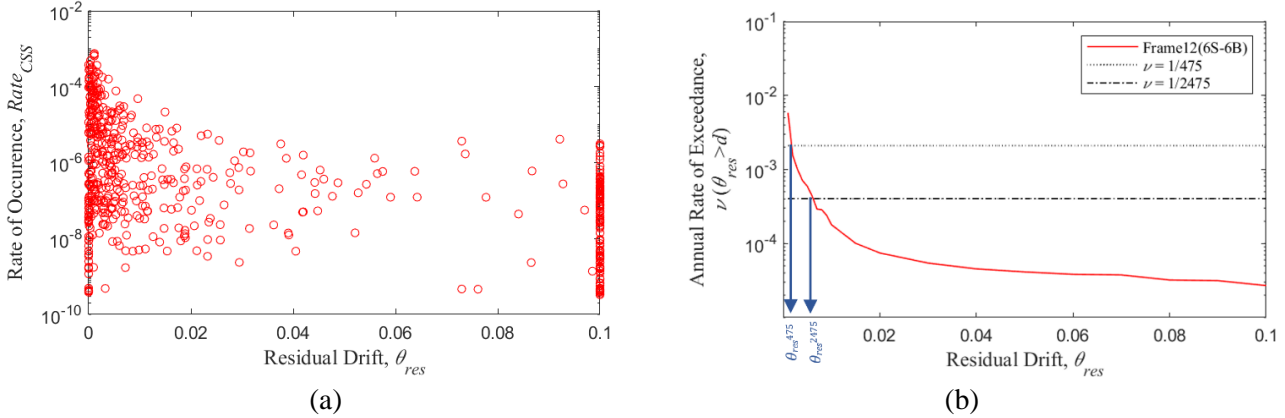 Rate of Occurence, Rate_CSS
10^-2
10^-4
10^-6
10^-8
10^-10
0
0.02
0.04
0.06
0.08
0.1
Residual Drift, θ_res
(a)
Annual Rate of Exceedance,
ν(θ_res>d)
10^-1
10^-2
10^-3
10^-4
Frame12(6S-6B)
ν = 1/475
ν = 1/2475
θ_res^475
θ_res^2475
0.02
0.04
0.06
0.08
0.1
Residual Drift, θ_res
(b)